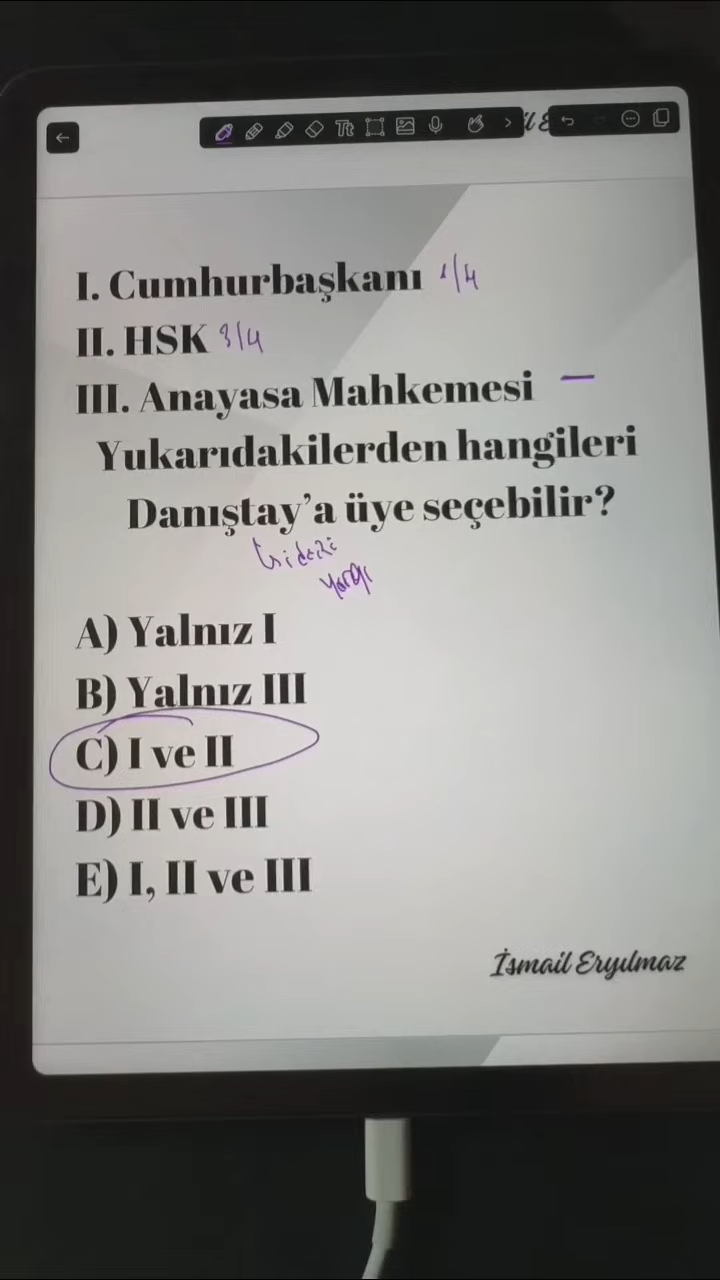 I. Cumhurbaşkanı 1/4
II. HSK 3/4
III. Anayasa Mahkemesi –
Yukarıdakilerden hangileri
Danıştay'a üye seçebilir?
yargı
A) Yalnız I
B) Yalnız III
C) I ve II
D) II ve III
E) I, II ve III
İsmail Eryılmaz